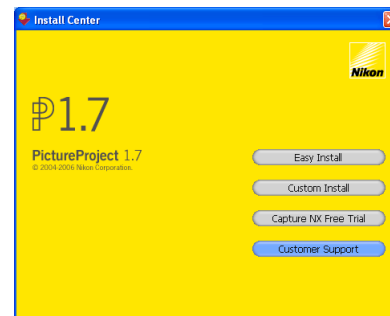 Install Center
Nikon
P1.7
PictureProject 1.7
© 2004-2006 Nikon Corporation.
Easy Install
Custom Install
Capture NX Free Trial
Customer Support